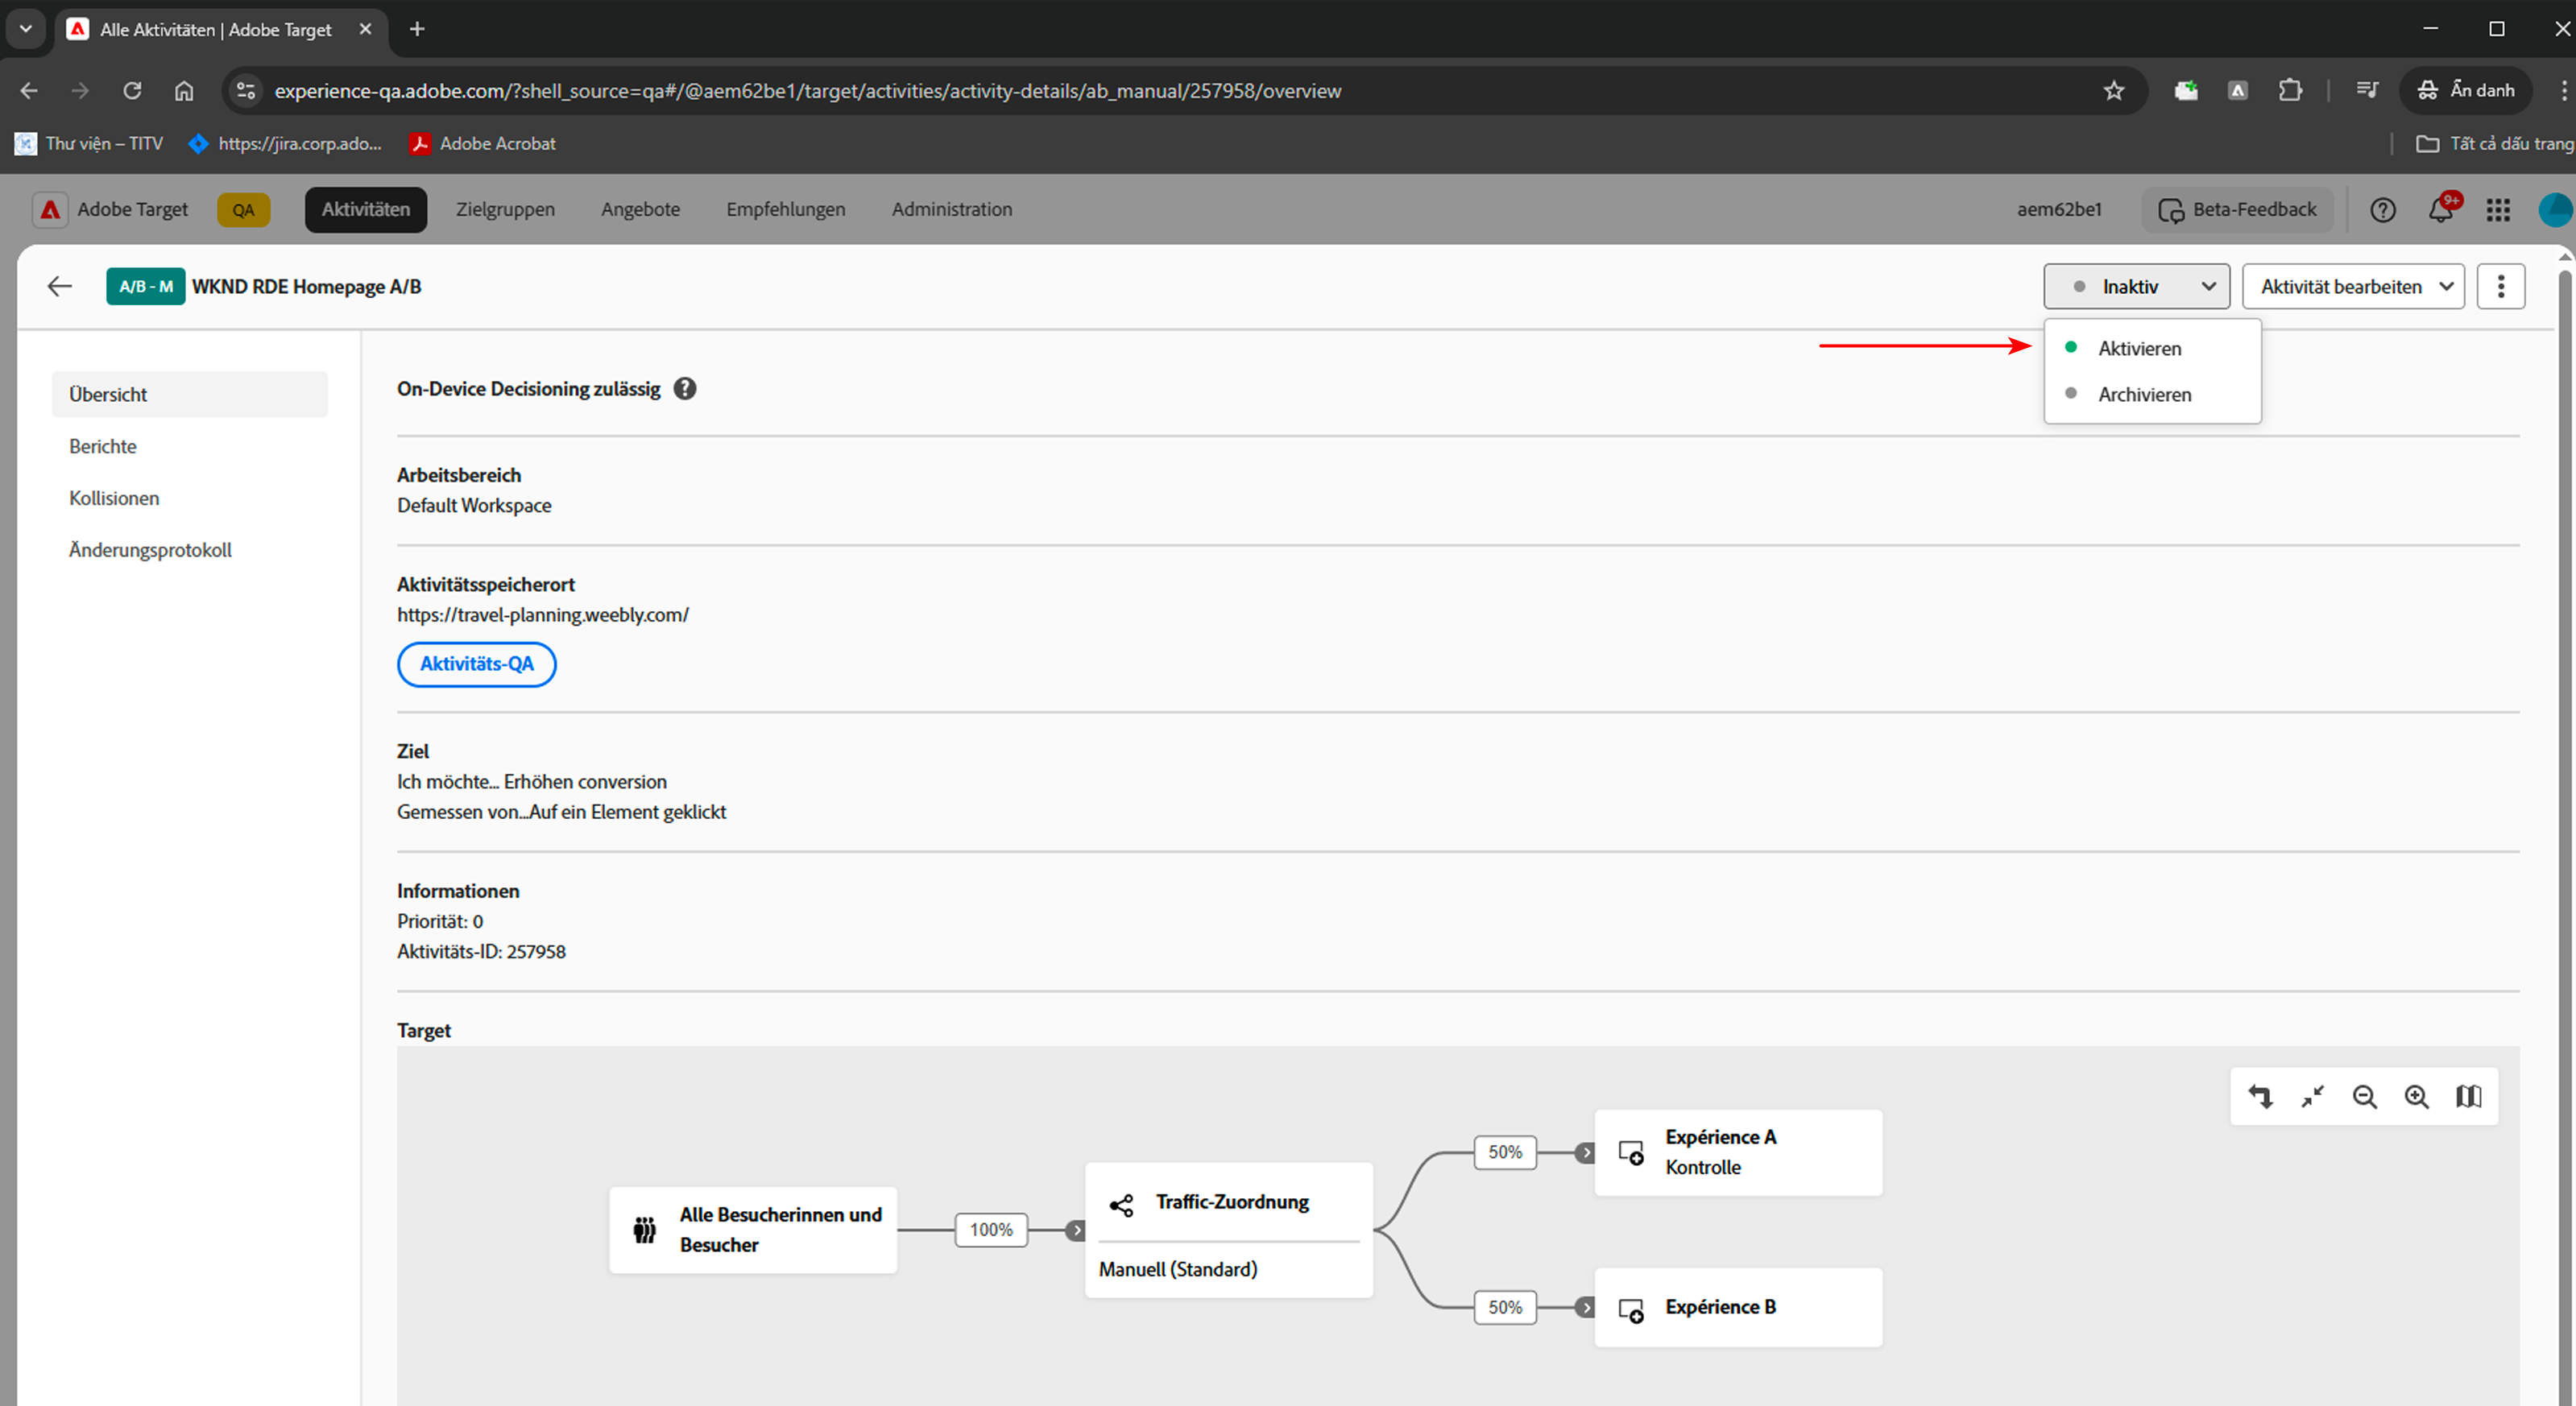 Alle Aktivitäten | Adobe Target
experience-qa.adobe.com/?shell_source=qa#/@aem62be1/target/activities/activity-details/ab_manual/257958/overview
Ẩn danh
Thư viện – TITV
https://jira.corp.ado...
Adobe Acrobat
Tất cả dấu trang
Adobe Target
QA
Aktivitäten
Zielgruppen
Angebote
Empfehlungen
Administration
aem62be1
Beta-Feedback
9+
A/B - M
WKND RDE Homepage A/B
Inaktiv
Aktivität bearbeiten
Aktivieren
Archivieren
Übersicht
Berichte
Kollisionen
Änderungsprotokoll
On-Device Decisioning zulässig
Arbeitsbereich
Default Workspace
Aktivitätsspeicherort
https://travel-planning.weebly.com/
Aktivitäts-QA
Ziel
Ich möchte... Erhöhen conversion
Gemessen von...Auf ein Element geklickt
Informationen
Priorität: 0
Aktivitäts-ID: 257958
Target
Alle Besucherinnen und
Besucher
100%
Traffic-Zuordnung
Manuell (Standard)
50%
Expérience A
Kontrolle
50%
Expérience B